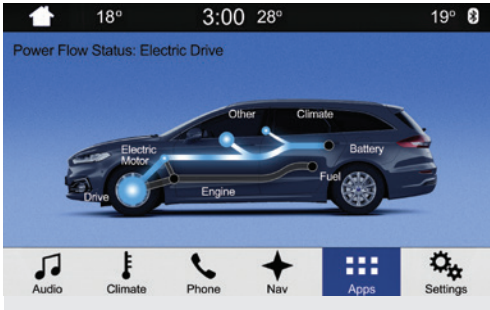 18° 3:00 28° 19°
Power Flow Status: Electric Drive
Other Climate
Electric
Motor
Battery
Fuel
Engine
Drive
Audio Climate Phone Nav Apps Settings